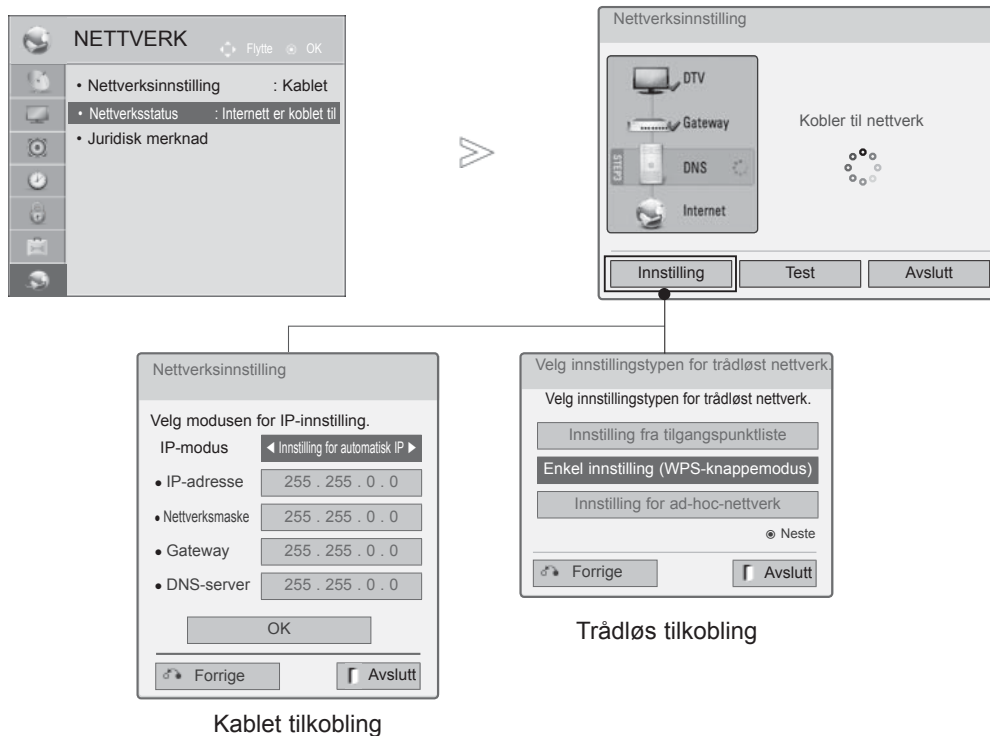 NETTVERK
Flytte OK
• Nettverksinnstilling : Kablet
• Nettverksstatus : Internett er koblet til
• Juridisk merknad
Nettverksinnstilling
DTV
Gateway
STEP3
DNS
Internet
Kobler til nettverk
Innstilling Test Avslutt
Nettverksinnstilling
Velg modusen for IP-innstilling.
IP-modus ◀ Innstilling for automatisk IP ▶
• IP-adresse 255 . 255 . 0 . 0
• Nettverksmaske 255 . 255 . 0 . 0
• Gateway 255 . 255 . 0 . 0
• DNS-server 255 . 255 . 0 . 0
OK
Forrige Avslutt
Kablet tilkobling
Velg innstillingstypen for trådløst nettverk.
Velg innstillingstypen for trådløst nettverk.
Innstilling fra tilgangspunktliste
Enkel innstilling (WPS-knappemodus)
Innstilling for ad-hoc-nettverk
Neste
Forrige Avslutt
Trådløs tilkobling